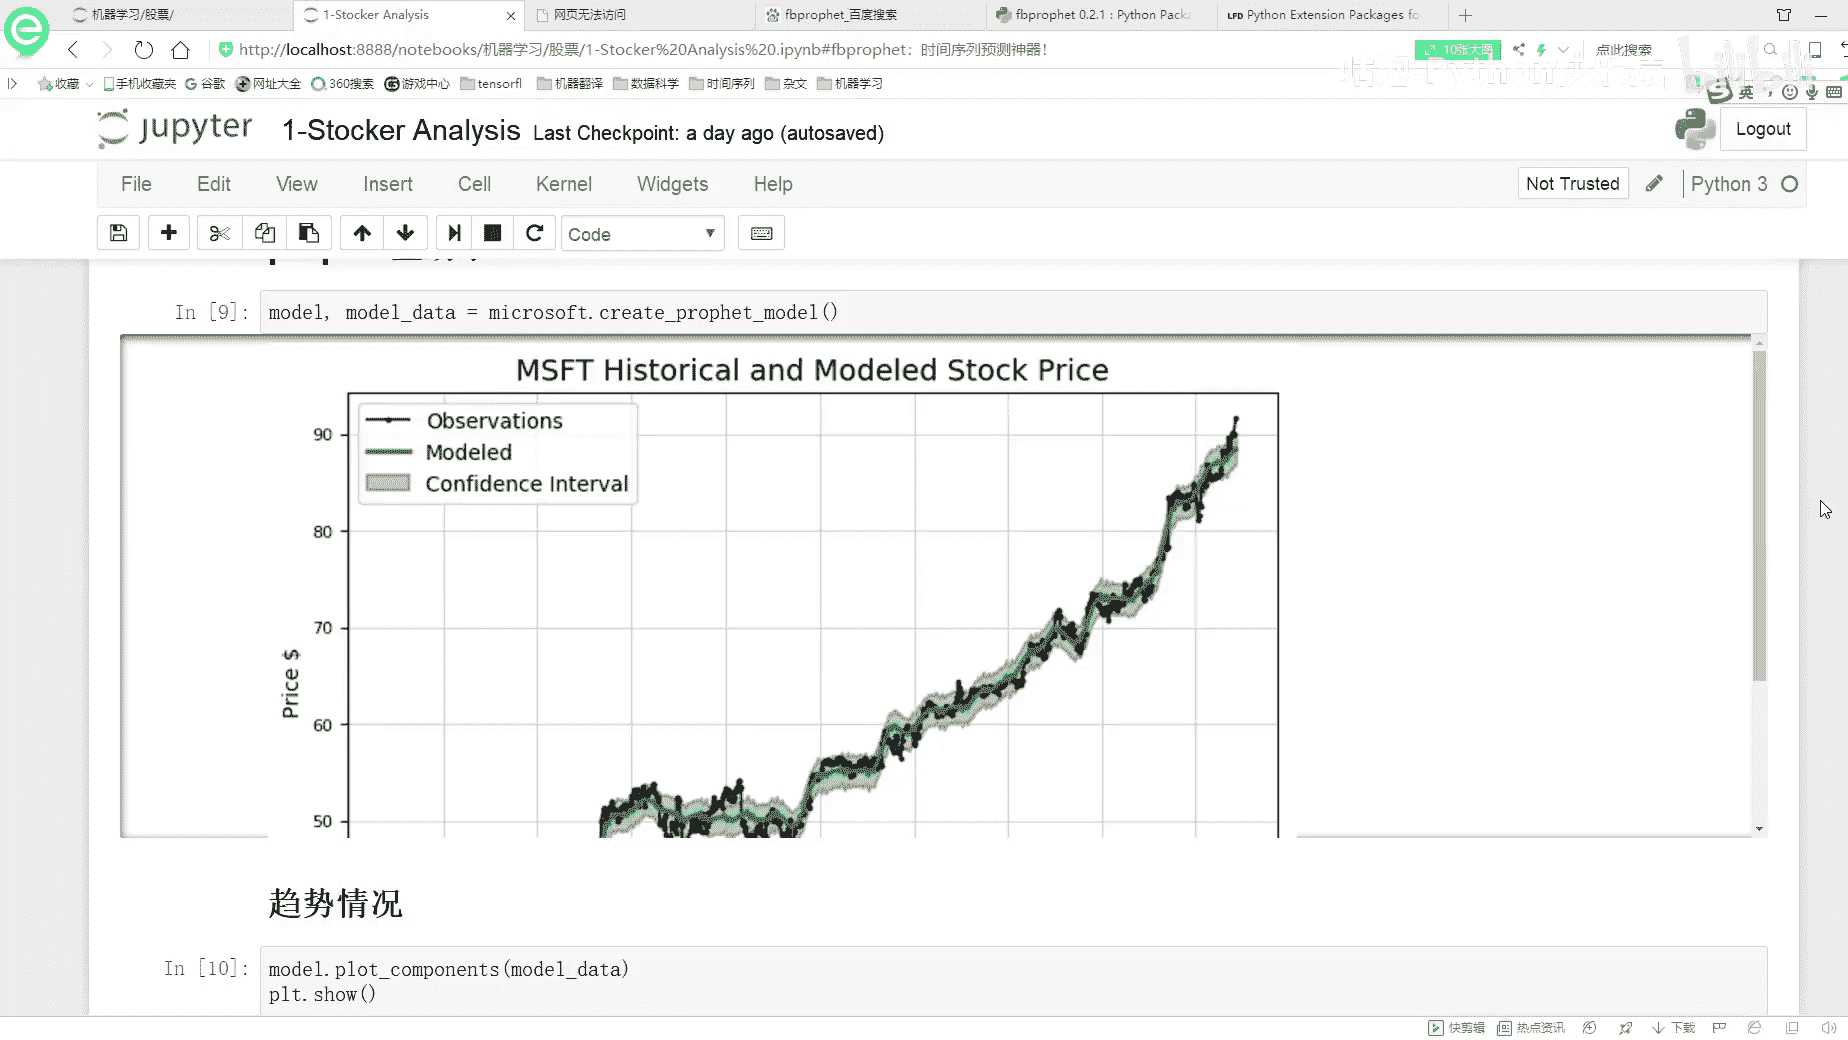 机器学习/股票/
1-Stocker Analysis
网页无法访问
fbprophet_百度搜索
fbprophet 0.2.1 : Python Packa
LFD Python Extension Packages fo
http://localhost:8888/notebooks/机器学习/股票/1-Stocker%20Analysis%20.ipynb#fbprophet：时间序列预测神器！
10张大图
点此搜索
收藏
手机收藏夹
谷歌
网址大全
360搜索
游戏中心
tensorfl
机器翻译
数据科学
时间序列
杂文
机器学习
英
jupyter
1-Stocker Analysis
Last Checkpoint: a day ago (autosaved)
Logout
File
Edit
View
Insert
Cell
Kernel
Widgets
Help
Not Trusted
Python 3
Code
In [9]:
model, model_data = microsoft.create_prophet_model()
MSFT Historical and Modeled Stock Price
Observations
Modeled
Confidence Interval
90
80
70
60
50
Price $
趋势情况
In [10]:
model.plot_components(model_data)
plt.show()
快剪辑
热点资讯
下载